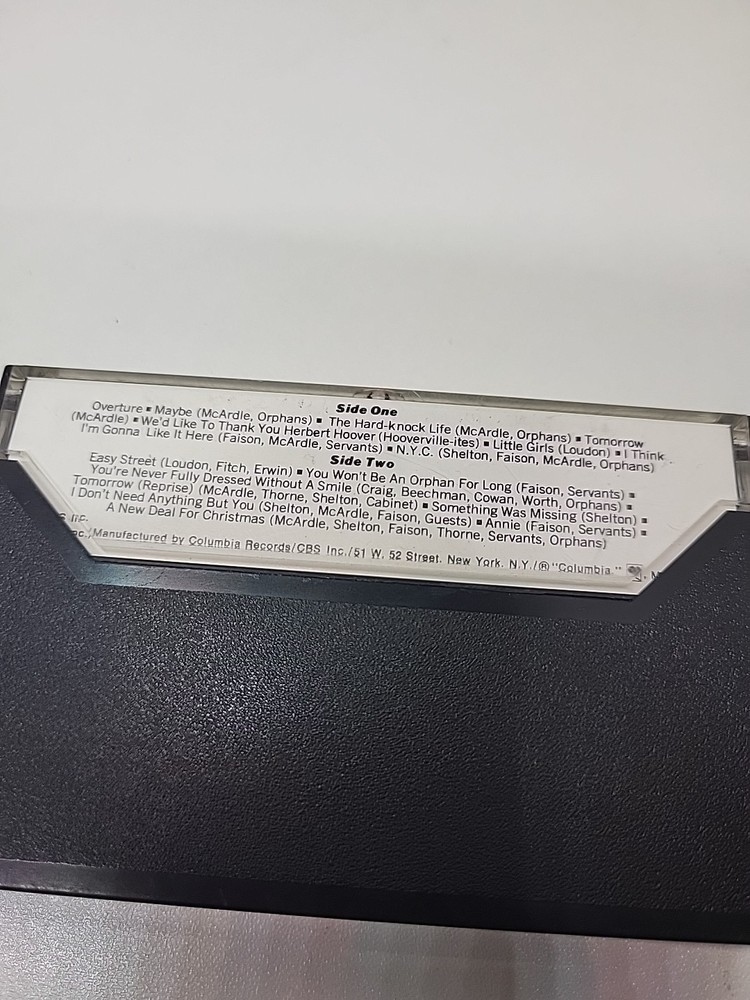 Side One
Overture ▪ Maybe (McArdle, Orphans) ▪ The Hard-knock Life (McArdle, Orphans) ▪ Tomorrow
(McArdle) ▪ We'd Like To Thank You Herbert Hoover (Hooverville-ites) ▪ Little Girls (Loudon) ▪ I Think
I'm Gonna Like It Here (Faison, McArdle, Servants) ▪ N.Y.C. (Shelton, Faison, McArdle, Orphans)
Side Two
Easy Street (Loudon, Fitch, Erwin) ▪ You Won't Be An Orphan For Long (Faison, Servants) ▪
You're Never Fully Dressed Without A Smile (Craig, Beechman, Cowan, Worth, Orphans) ▪
Tomorrow (Reprise) (McArdle, Thorne, Shelton, Cabinet) ▪ Something Was Missing (Shelton) ▪
I Don't Need Anything But You (Shelton, McArdle, Faison, Guests) ▪ Annie (Faison, Servants) ▪
A New Deal For Christmas (McArdle, Shelton, Faison, Thorne, Servants, Orphans)
Manufactured by Columbia Records/CBS Inc./51 W. 52 Street, New York, N.Y./® "Columbia,"